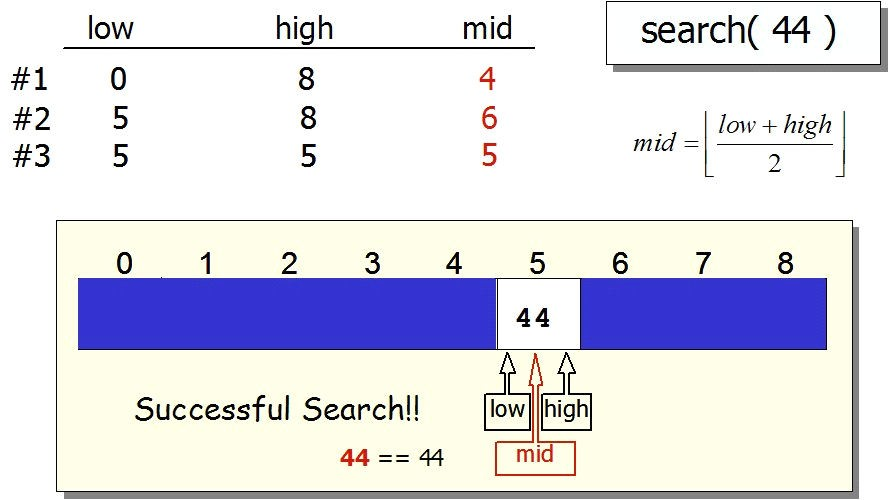 low high mid
search( 44 )
#1 0 8 4
#2 5 8 6
#3 5 5 5
mid = ⌊(low + high)/2⌋
0 1 2 3 4 5 6 7 8
44
low high
Successful Search!!
44 == 44
mid